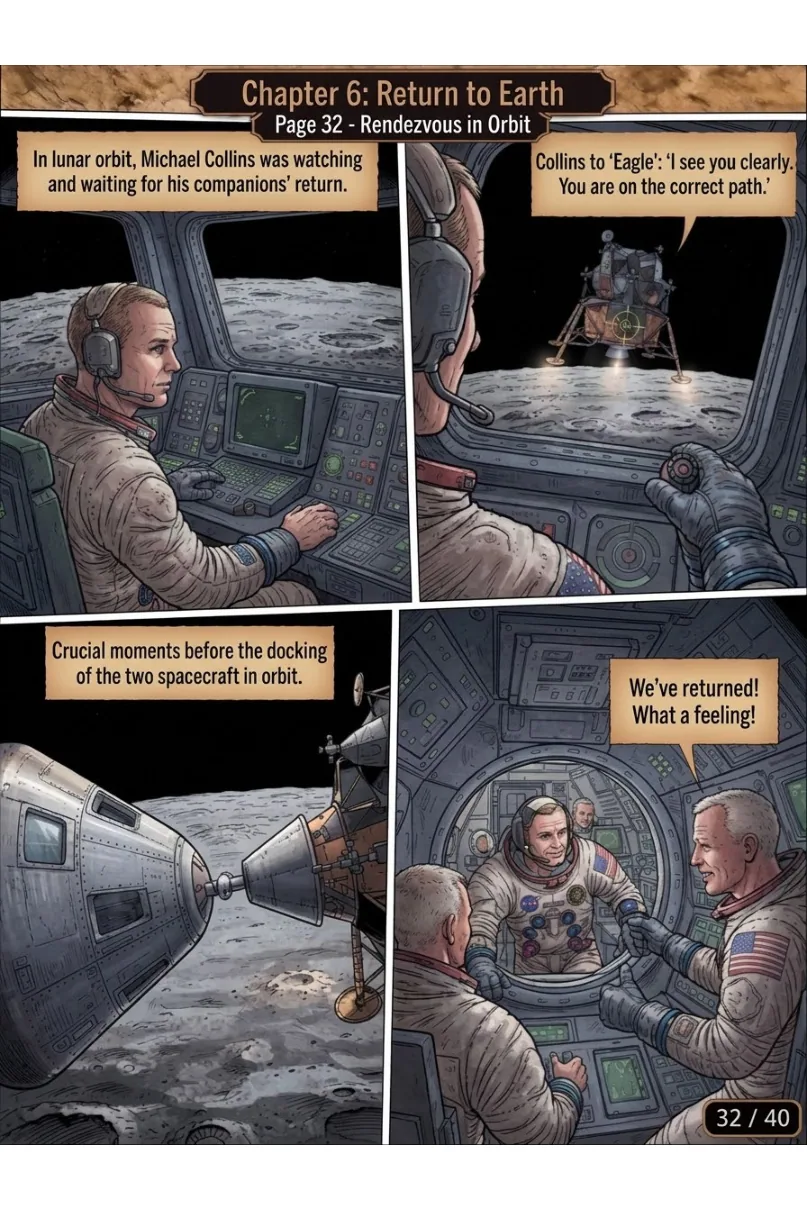 Chapter 6: Return to Earth
Page 32 - Rendezvous in Orbit
In lunar orbit, Michael Collins was watching
and waiting for his companions’ return.
Collins to ‘Eagle’: ‘I see you clearly.
You are on the correct path.’
Crucial moments before the docking
of the two spacecraft in orbit.
We’ve returned!
What a feeling!
32 / 40